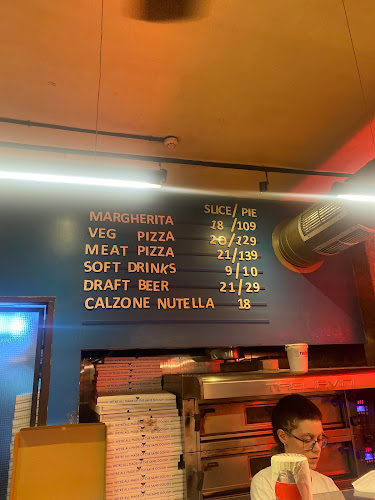 SLICE/ PIE
MARGHERITA 18 /109
VEG PIZZA 20/129
MEAT PIZZA 21/139
SOFT DRINKS 9/10
DRAFT BEER 21/29
CALZONE NUTELLA 18